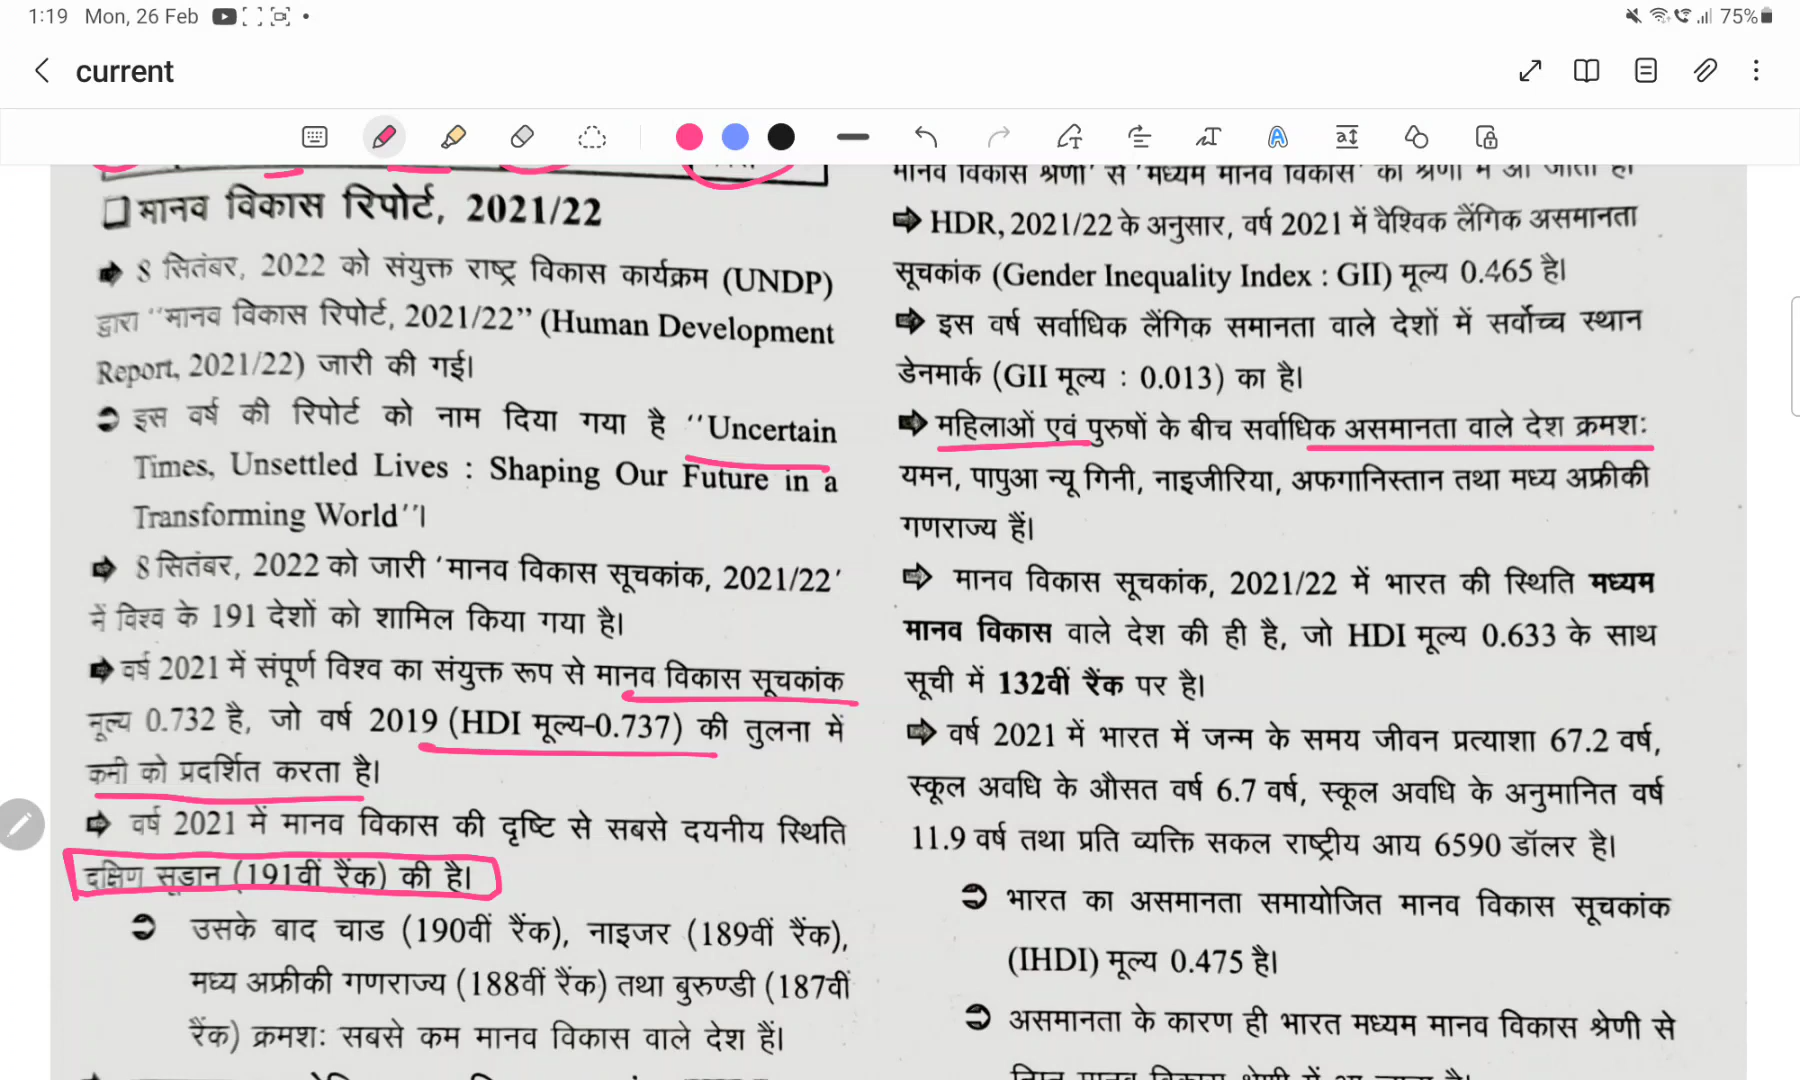 1:19 Mon, 26 Feb
75%
current
❏ मानव विकास रिपोर्ट, 2021/22
➡ 8 सितंबर, 2022 को संयुक्त राष्ट्र विकास कार्यक्रम (UNDP)
द्वारा ''मानव विकास रिपोर्ट, 2021/22'' (Human Development
Report, 2021/22) जारी की गई।
➲ इस वर्ष की रिपोर्ट को नाम दिया गया है ''Uncertain
Times, Unsettled Lives : Shaping Our Future in a
Transforming World''।
➡ 8 सितंबर, 2022 को जारी 'मानव विकास सूचकांक, 2021/22'
में विश्व के 191 देशों को शामिल किया गया है।
➡ वर्ष 2021 में संपूर्ण विश्व का संयुक्त रूप से मानव विकास सूचकांक
मूल्य 0.732 है, जो वर्ष 2019 (HDI मूल्य-0.737) की तुलना में
कमी को प्रदर्शित करता है।
➡ वर्ष 2021 में मानव विकास की दृष्टि से सबसे दयनीय स्थिति
दक्षिण सूडान (191वीं रैंक) की है।
➲ उसके बाद चाड (190वीं रैंक), नाइजर (189वीं रैंक),
मध्य अफ्रीकी गणराज्य (188वीं रैंक) तथा बुरुण्डी (187वीं
रैंक) क्रमश: सबसे कम मानव विकास वाले देश हैं।
मानव विकास श्रेणी' से 'मध्यम मानव विकास' की श्रेणी में आ जाता है।
➡ HDR, 2021/22 के अनुसार, वर्ष 2021 में वैश्विक लैंगिक असमानता
सूचकांक (Gender Inequality Index : GII) मूल्य 0.465 है।
➡ इस वर्ष सर्वाधिक लैंगिक समानता वाले देशों में सर्वोच्च स्थान
डेनमार्क (GII मूल्य : 0.013) का है।
➡ महिलाओं एवं पुरुषों के बीच सर्वाधिक असमानता वाले देश क्रमश:
यमन, पापुआ न्यू गिनी, नाइजीरिया, अफगानिस्तान तथा मध्य अफ्रीकी
गणराज्य हैं।
➡ मानव विकास सूचकांक, 2021/22 में भारत की स्थिति मध्यम
मानव विकास वाले देश की ही है, जो HDI मूल्य 0.633 के साथ
सूची में 132वीं रैंक पर है।
➡ वर्ष 2021 में भारत में जन्म के समय जीवन प्रत्याशा 67.2 वर्ष,
स्कूल अवधि के औसत वर्ष 6.7 वर्ष, स्कूल अवधि के अनुमानित वर्ष
11.9 वर्ष तथा प्रति व्यक्ति सकल राष्ट्रीय आय 6590 डॉलर है।
➲ भारत का असमानता समायोजित मानव विकास सूचकांक
(IHDI) मूल्य 0.475 है।
➲ असमानता के कारण ही भारत मध्यम मानव विकास श्रेणी से